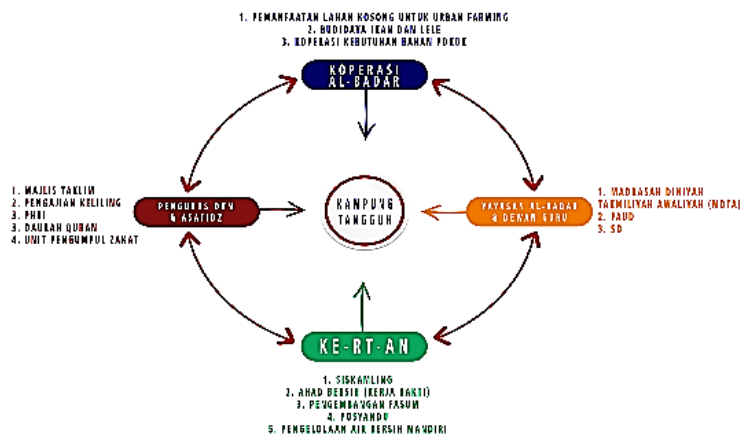 1. PEMANFAATAN LAHAN KOSONG UNTUK URBAN FARMING
2. BUDIDAYA IKAN DAN LELE
3. KOPERASI KEBUTUHAN BAHAN POKOK
KOPERASI
AL-BADAR
1. MAJLIS TAKLIM
2. PENGAJIAN KELILING
3. PHBI
3. DAURAH QURAN
4. UNIT PENGUMPUL ZAKAT
PENGURUS DKM
& ASATIDZ
KAMPUNG
TANGGUH
YAYASAN AL-BADAR
& DEWAN GURU
1. MADRASAH DINIYAH
TAKMILIYAH AWALIYAH (MDTA)
2. PAUD
3. SD
KE-RT-AN
1. SISKAMLING
2. AHAD BERSIH (KERJA BAKTI)
3. PENGEMBANGAN FASUM
4. POSYANDU
5. PENGELOLAAN AIR BERSIH MANDIRI